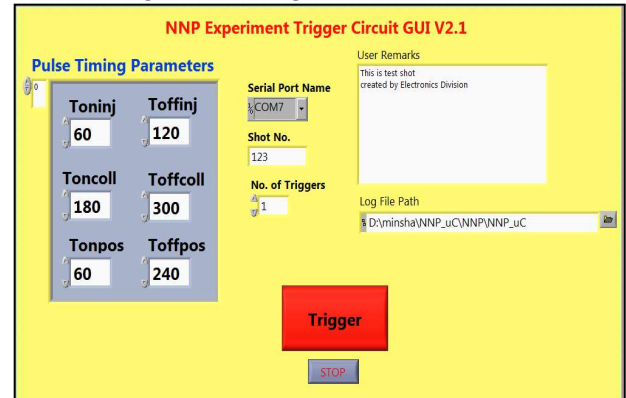 NNP Experiment Trigger Circuit GUI V2.1
Pulse Timing Parameters
0
Toninj Toffinj
60 120
Toncoll Toffcoll
180 300
Tonpos Toffpos
60 240
Serial Port Name
COM7
Shot No.
123
No. of Triggers
1
User Remarks
This is test shot
created by Electronics Division
Log File Path
D:\minsha\NNP_uC\NNP\NNP_uC
Trigger
STOP